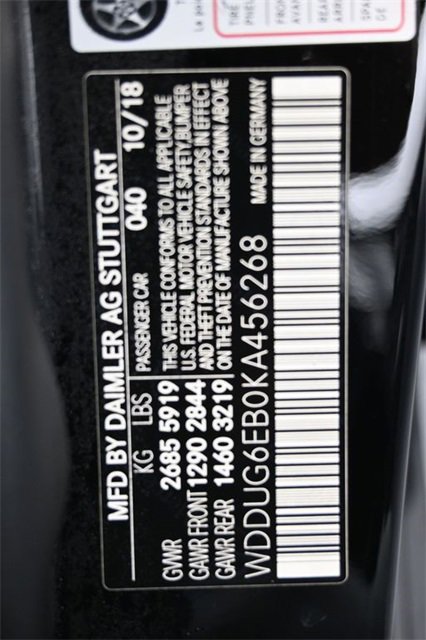 MFD BY DAIMLER AG STUTTGART
KG LBS PASSENGER CAR 040 10/18
GVWR 2685 5919 THIS VEHICLE CONFORMS TO ALL APPLICABLE
GAWR FRONT 1290 2844 U.S. FEDERAL MOTOR VEHICLE SAFETY,BUMPER
GAWR REAR 1460 3219 AND THEFT PREVENTION STANDARDS IN EFFECT
ON THE DATE OF MANUFACTURE SHOWN ABOVE
WDDUG6EB0KA456268 MADE IN GERMANY